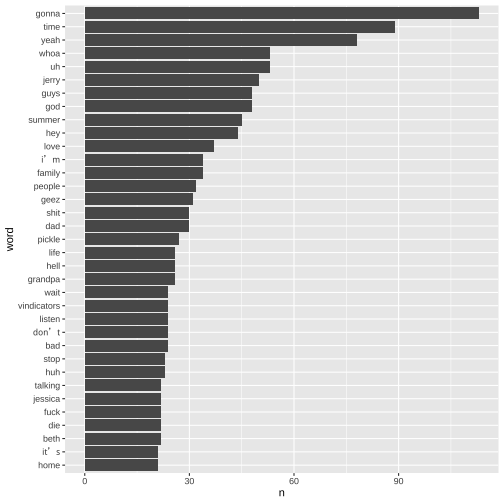 gonna
time
yeah
whoa
uh
jerry
guys
god
summer
hey
love
i’m
family
people
geez
shit
dad
pickle
life
hell
grandpa
wait
vindicators
listen
don’t
bad
stop
huh
talking
jessica
fuck
die
beth
it’s
home
word
0 30 60 90
n